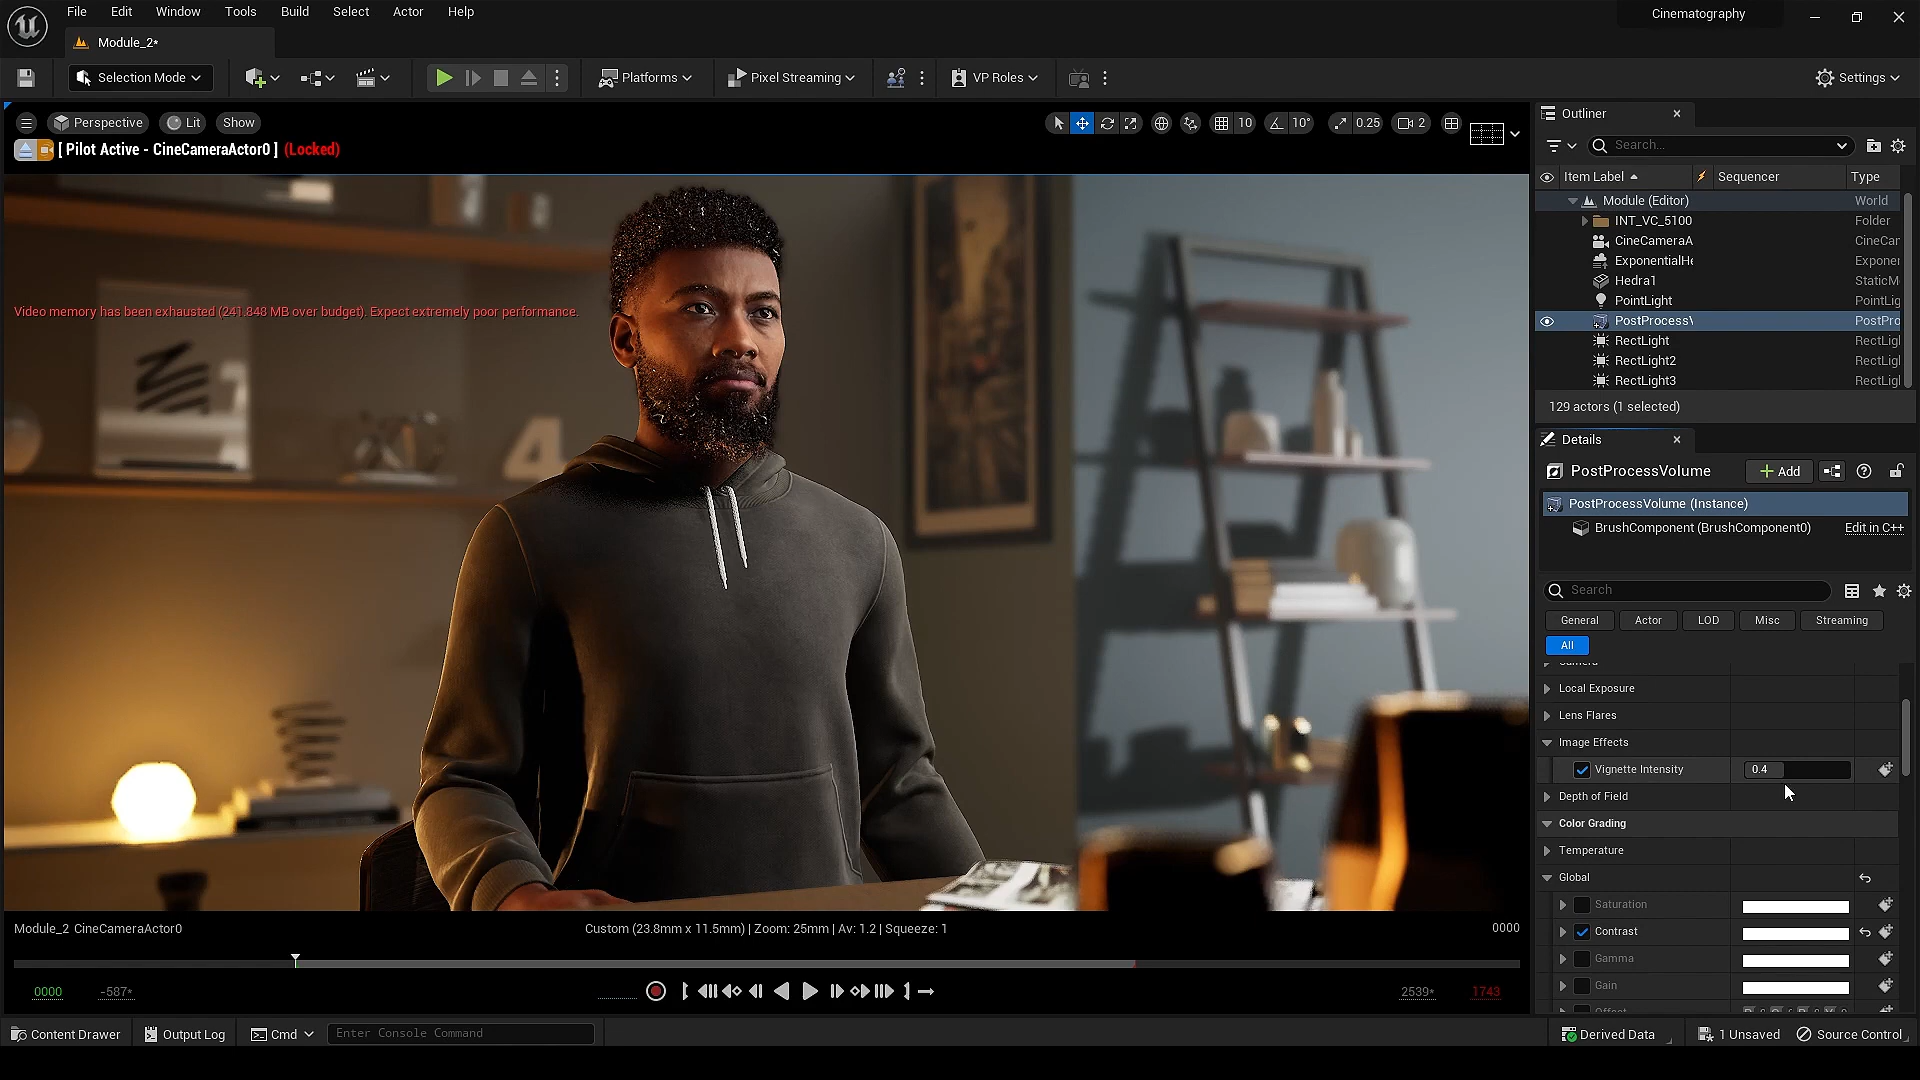 File Edit Window Tools Build Select Actor Help
Cinematography
Module_2*
Selection Mode
Platforms
Pixel Streaming
VP Roles
Settings
Perspective Lit Show
10 10° 0.25 2
[ Pilot Active - CineCameraActor0 ] (Locked)
Video memory has been exhausted (241.848 MB over budget). Expect extremely poor performance.
4
Module_2 CineCameraActor0
Custom (23.8mm x 11.5mm) | Zoom: 25mm | Av: 1.2 | Squeeze: 1
0000
0000 -587*
2539* 1743
Outliner
Search...
Item Label Sequencer Type
Module (Editor) World
INT_VC_5100 Folder
CineCameraA CineCar
ExponentialHe Exponer
Hedra1 StaticM
PointLight PointLig
PostProcessV PostPro
RectLight RectLigl
RectLight2 RectLigl
RectLight3 RectLigl
129 actors (1 selected)
Details
PostProcessVolume
Add
PostProcessVolume (Instance)
BrushComponent (BrushComponent0) Edit in C++
Search
General Actor LOD Misc Streaming
All
Camera
Local Exposure
Lens Flares
Image Effects
Vignette Intensity 0.4
Depth of Field
Color Grading
Temperature
Global
Saturation
Contrast
Gamma
Gain
Offset
Content Drawer Output Log Cmd Enter Console Command
Derived Data 1 Unsaved Source Control